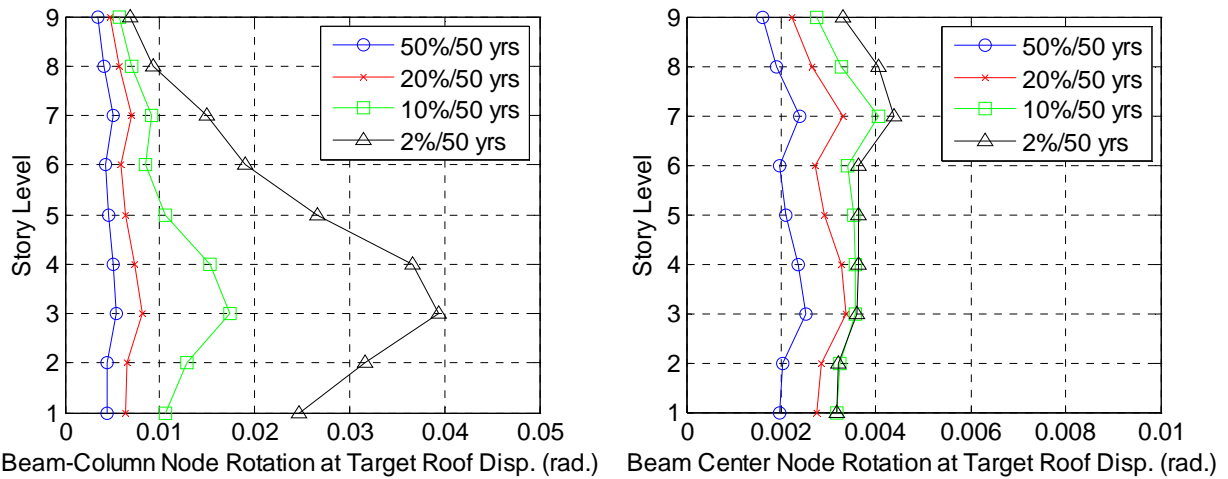 9
8
7
6
5
4
3
2
1
Story Level
0
0.01
0.02
0.03
0.04
0.05
Beam-Column Node Rotation at Target Roof Disp. (rad.)
50%/50 yrs
20%/50 yrs
10%/50 yrs
2%/50 yrs
9
8
7
6
5
4
3
2
1
Story Level
0
0.002
0.004
0.006
0.008
0.01
Beam Center Node Rotation at Target Roof Disp. (rad.)
50%/50 yrs
20%/50 yrs
10%/50 yrs
2%/50 yrs